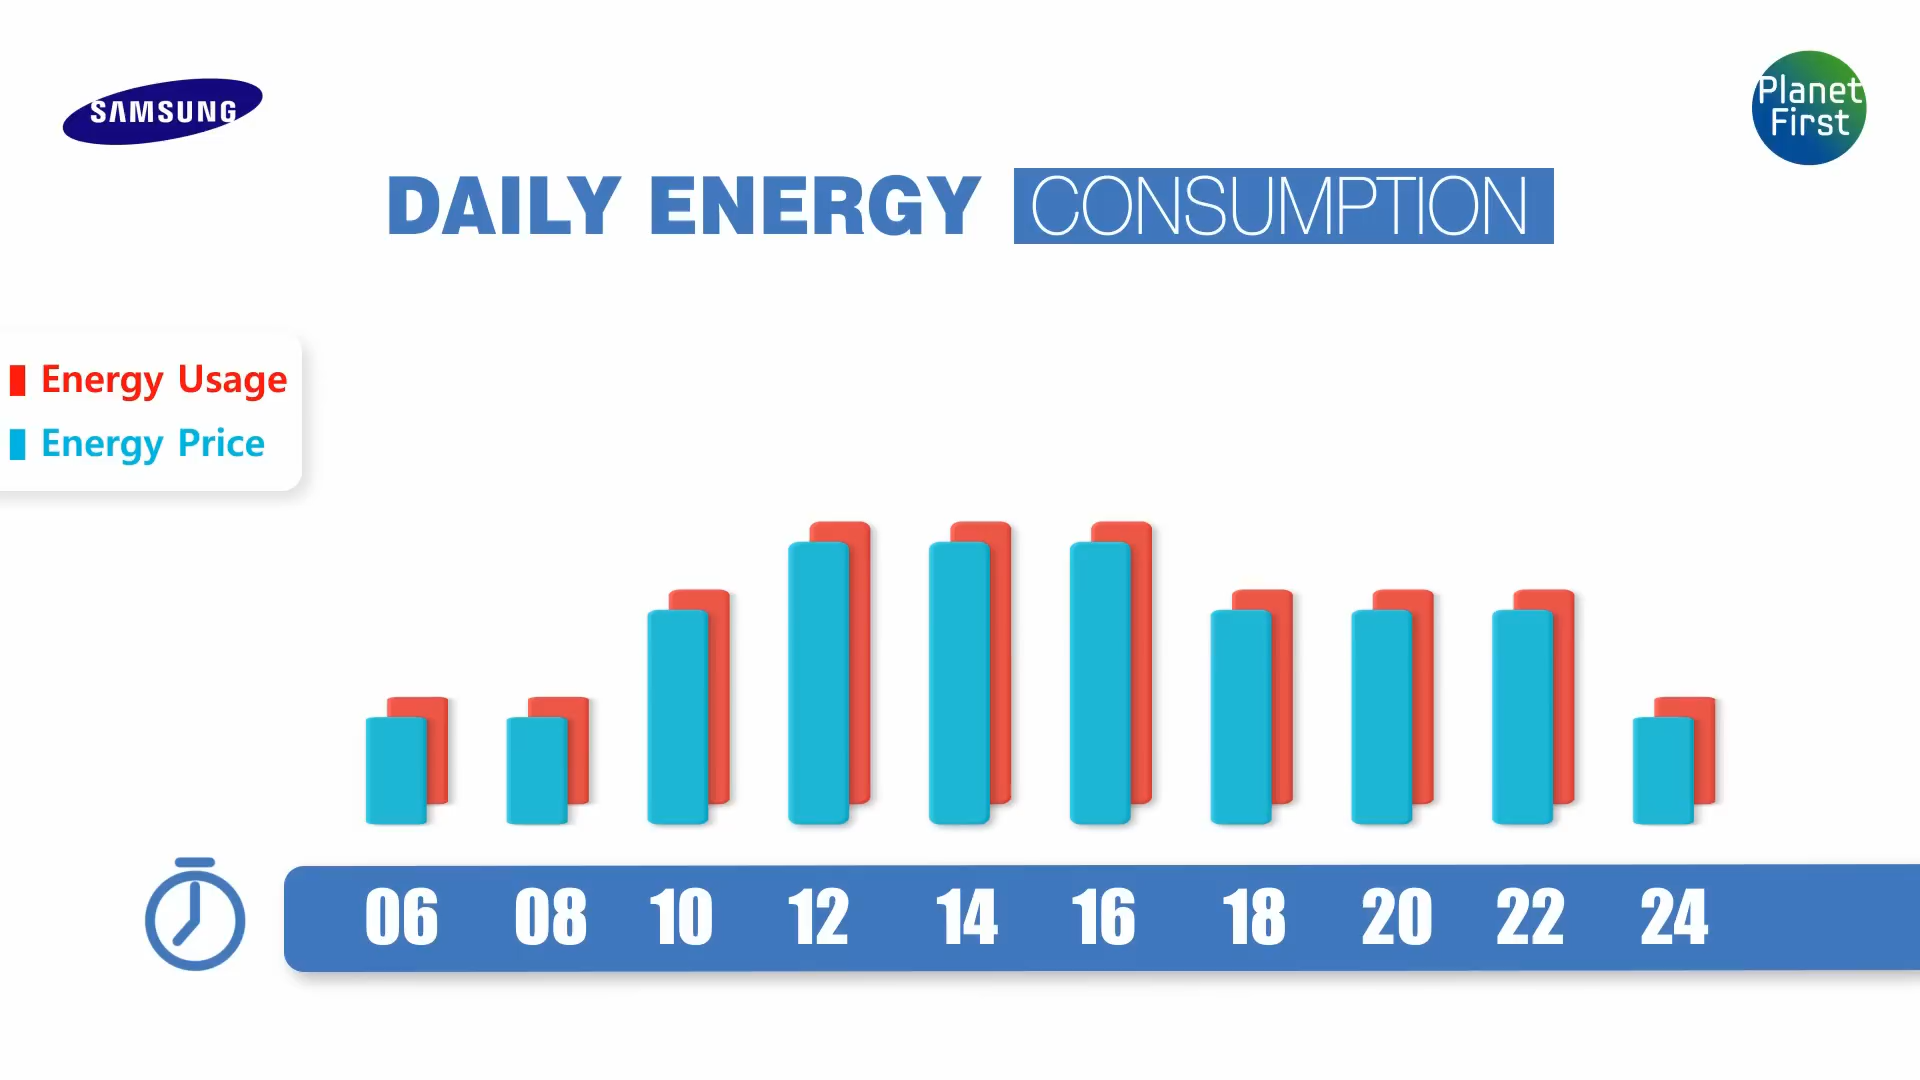 SAMSUNG
Planet
First
DAILY ENERGY CONSUMPTION
Energy Usage
Energy Price
06 08 10 12 14 16 18 20 22 24